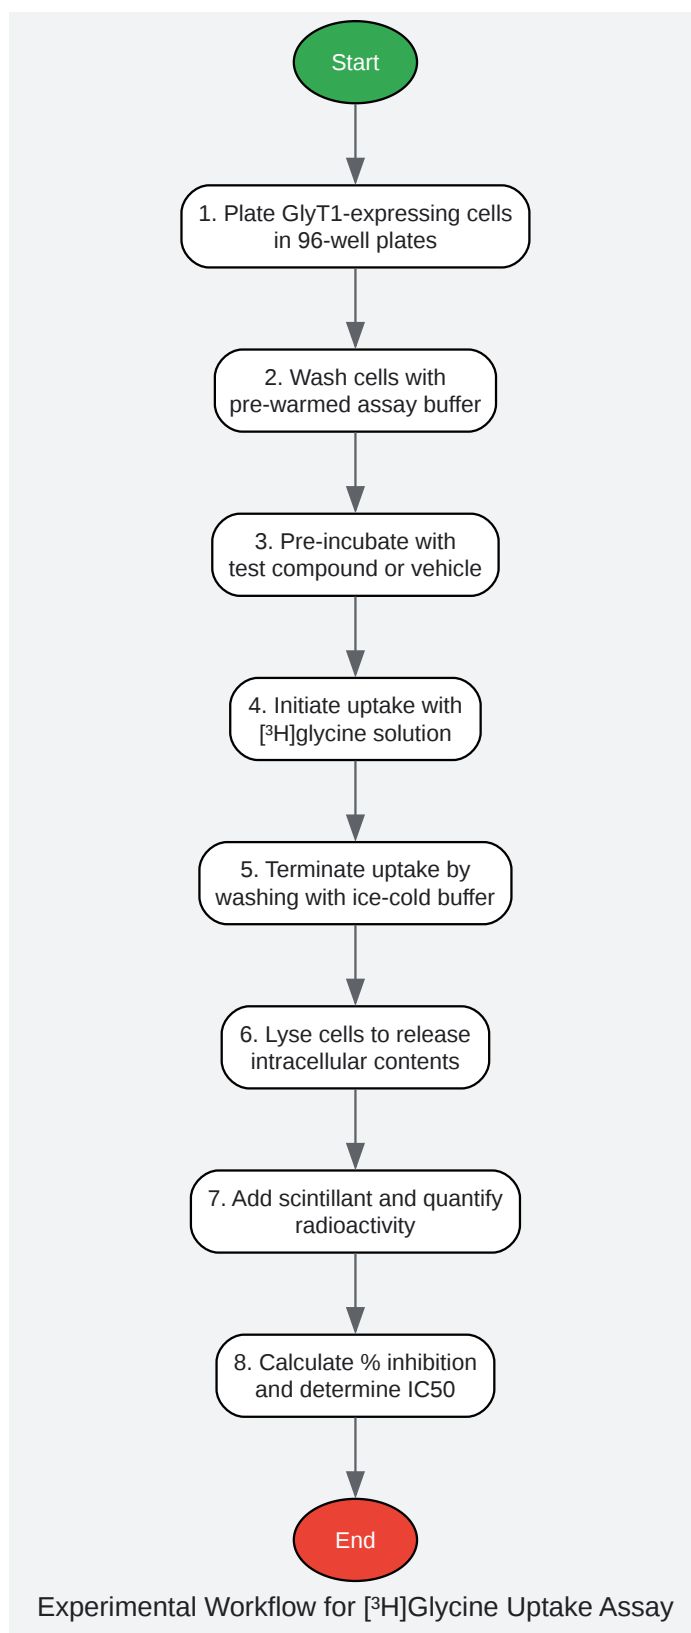 Start
1. Plate GlyT1-expressing cells
in 96-well plates
2. Wash cells with
pre-warmed assay buffer
3. Pre-incubate with
test compound or vehicle
4. Initiate uptake with
[³H]glycine solution
5. Terminate uptake by
washing with ice-cold buffer
6. Lyse cells to release
intracellular contents
7. Add scintillant and quantify
radioactivity
8. Calculate % inhibition
and determine IC50
End
Experimental Workflow for [³H]Glycine Uptake Assay